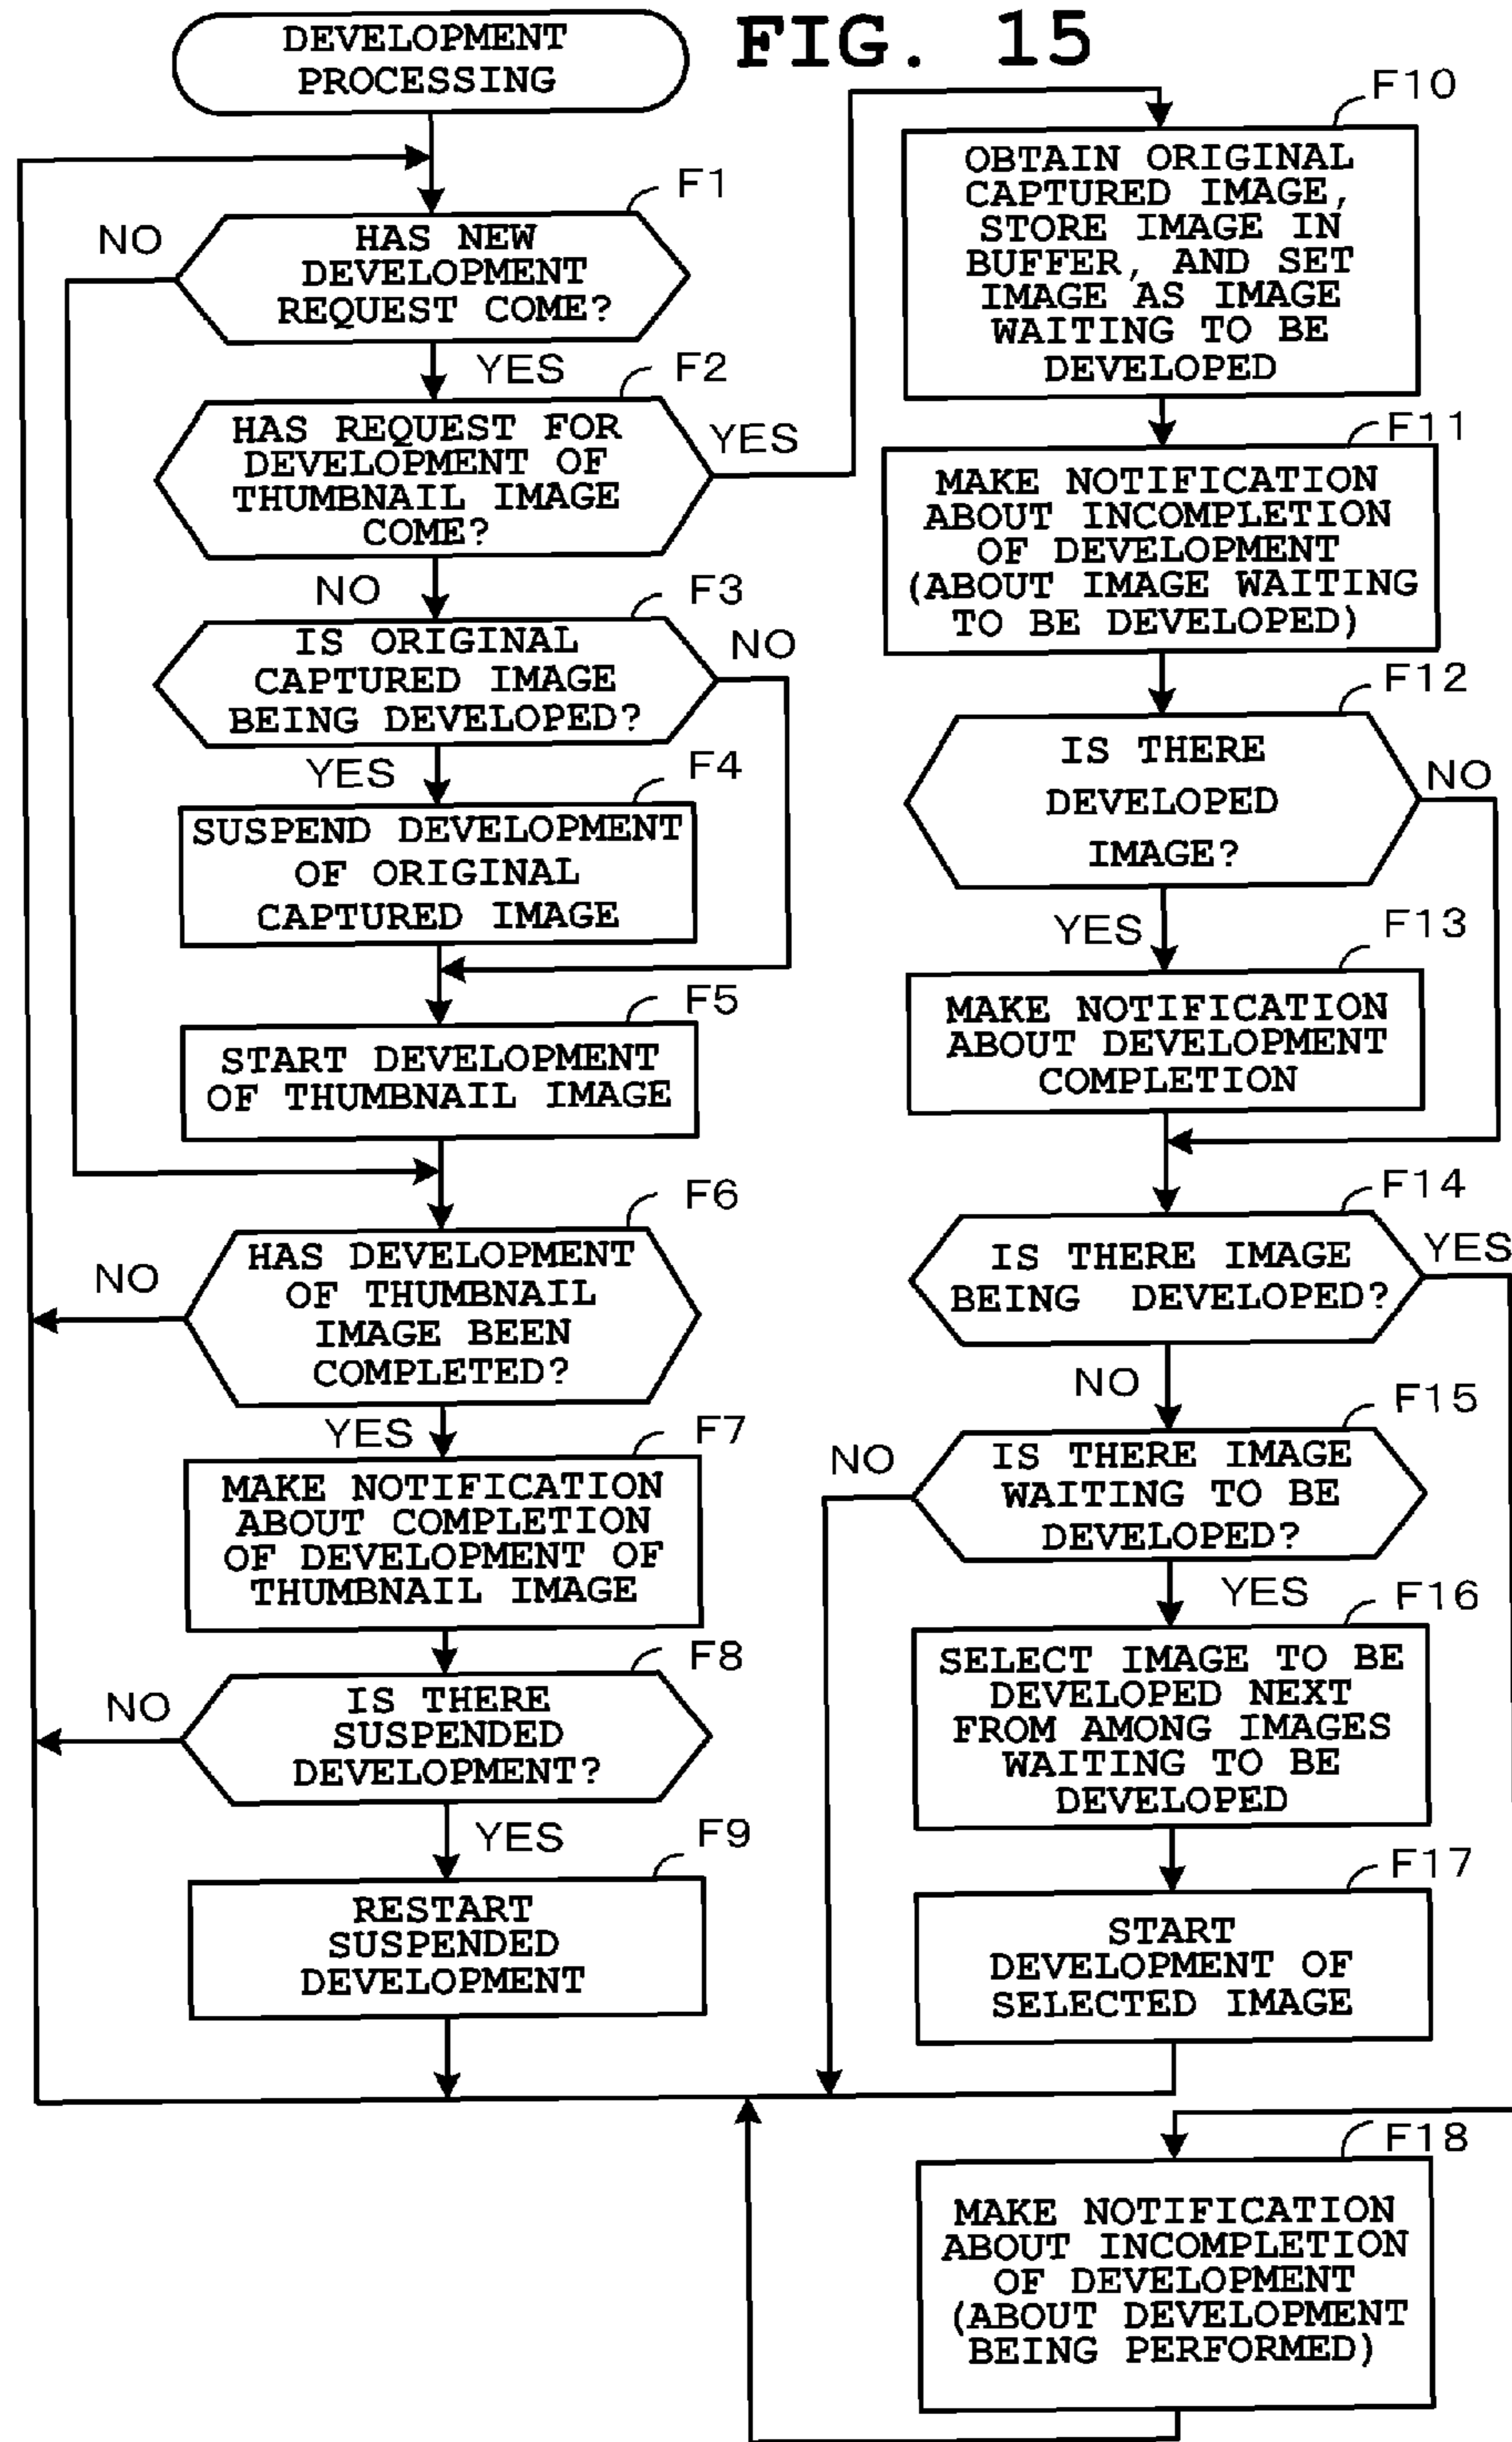 FIG. 15
DEVELOPMENT
PROCESSING
F1
HAS NEW
DEVELOPMENT
REQUEST COME?
NO
YES
F2
HAS REQUEST FOR
DEVELOPMENT OF
THUMBNAIL IMAGE
COME?
YES
NO
F3
IS ORIGINAL
CAPTURED IMAGE
BEING DEVELOPED?
NO
YES
F4
SUSPEND DEVELOPMENT
OF ORIGINAL
CAPTURED IMAGE
F5
START DEVELOPMENT
OF THUMBNAIL IMAGE
F6
HAS DEVELOPMENT
OF THUMBNAIL
IMAGE BEEN
COMPLETED?
NO
YES
F7
MAKE NOTIFICATION
ABOUT COMPLETION
OF DEVELOPMENT OF
THUMBNAIL IMAGE
F8
IS THERE
SUSPENDED
DEVELOPMENT?
NO
YES
F9
RESTART
SUSPENDED
DEVELOPMENT
F10
OBTAIN ORIGINAL
CAPTURED IMAGE,
STORE IMAGE IN
BUFFER, AND SET
IMAGE AS IMAGE
WAITING TO BE
DEVELOPED
F11
MAKE NOTIFICATION
ABOUT INCOMPLETION
OF DEVELOPMENT
(ABOUT IMAGE WAITING
TO BE DEVELOPED)
F12
IS THERE
DEVELOPED
IMAGE?
NO
YES
F13
MAKE NOTIFICATION
ABOUT DEVELOPMENT
COMPLETION
F14
IS THERE IMAGE
BEING DEVELOPED?
YES
NO
F15
IS THERE IMAGE
WAITING TO BE
DEVELOPED?
NO
YES
F16
SELECT IMAGE TO BE
DEVELOPED NEXT
FROM AMONG IMAGES
WAITING TO BE
DEVELOPED
F17
START
DEVELOPMENT OF
SELECTED IMAGE
F18
MAKE NOTIFICATION
ABOUT INCOMPLETION
OF DEVELOPMENT
(ABOUT DEVELOPMENT
BEING PERFORMED)